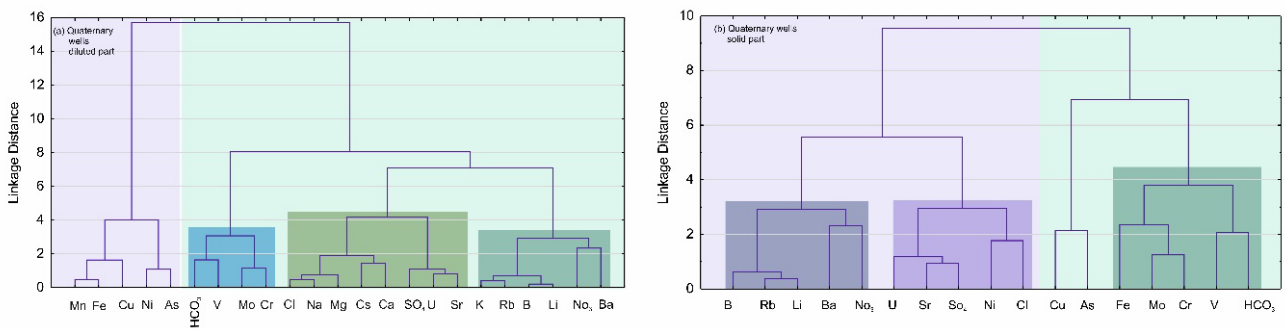 (a) Quaternary
wells
diluted part
Linkage Distance
16
14
12
10
8
6
4
2
0
Mn Fe Cu Ni As HCO3 V Mo Cr Cl Na Mg Cs Ca SO4 U Sr K Rb B Li No3 Ba
(b) Quaternary wells
solid part
Linkage Distance
10
8
6
4
2
0
B Rb Li Ba No3 U Sr So4 Ni Cl Cu As Fe Mo Cr V HCO3